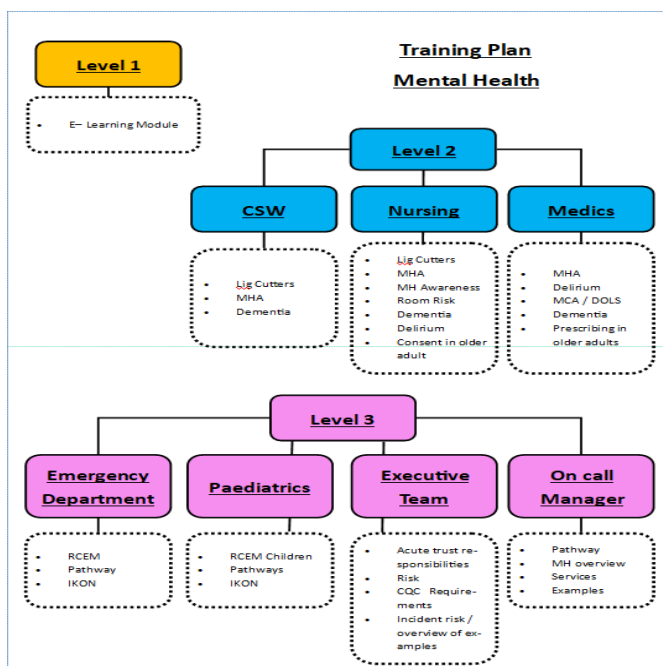 Training Plan
Mental Health
Level 1
• E– Learning Module
Level 2
CSW
• Lig Cutters
• MHA
• Dementia
Nursing
• Lig Cutters
• MHA
• MH Awareness
• Room Risk
• Dementia
• Delirium
• Consent in older
adult
Medics
• MHA
• Delirium
• MCA / DOLS
• Dementia
• Prescribing in
older adults
Level 3
Emergency
Department
• RCEM
• Pathway
• IKON
Paediatrics
• RCEM Children
• Pathways
• IKON
Executive
Team
• Acute trust re-
sponsibilities
• Risk
• CQC Require-
ments
• Incident risk /
overview of ex-
amples
On call
Manager
• Pathway
• MH overview
• Services
• Examples